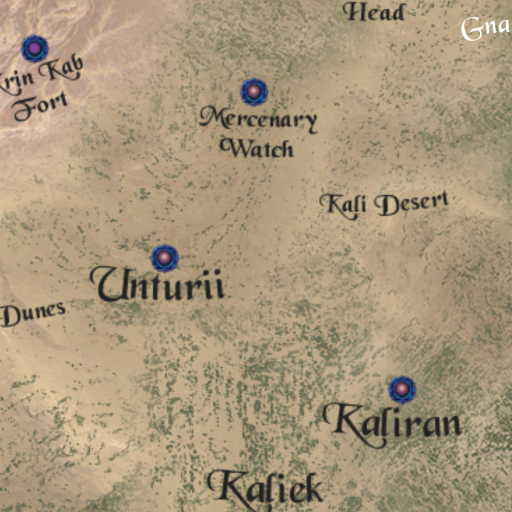 Head
Gna
rin Kab
Fort
Mercenary
Watch
Kali Desert
Unturii
Dunes
Kaliran
Kaliek